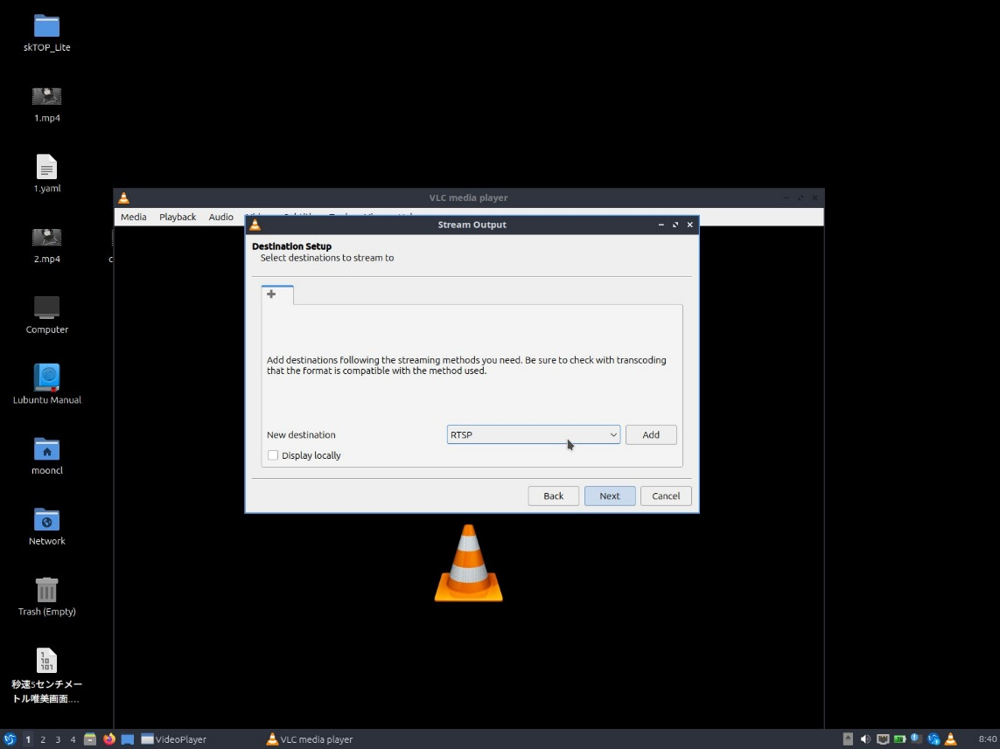 skTOP_Lite
1.mp4
1.yaml
2.mp4
c
Computer
Lubuntu Manual
mooncl
Network
Trash (Empty)
秒速5センチメー
トル唯美画面....
VLC media player
Media Playback Audio
Stream Output
Destination Setup
Select destinations to stream to
Add destinations following the streaming methods you need. Be sure to check with transcoding
that the format is compatible with the method used.
New destination
RTSP
Add
Display locally
Back
Next
Cancel
1 2 3 4
VideoPlayer
VLC media player
8:40